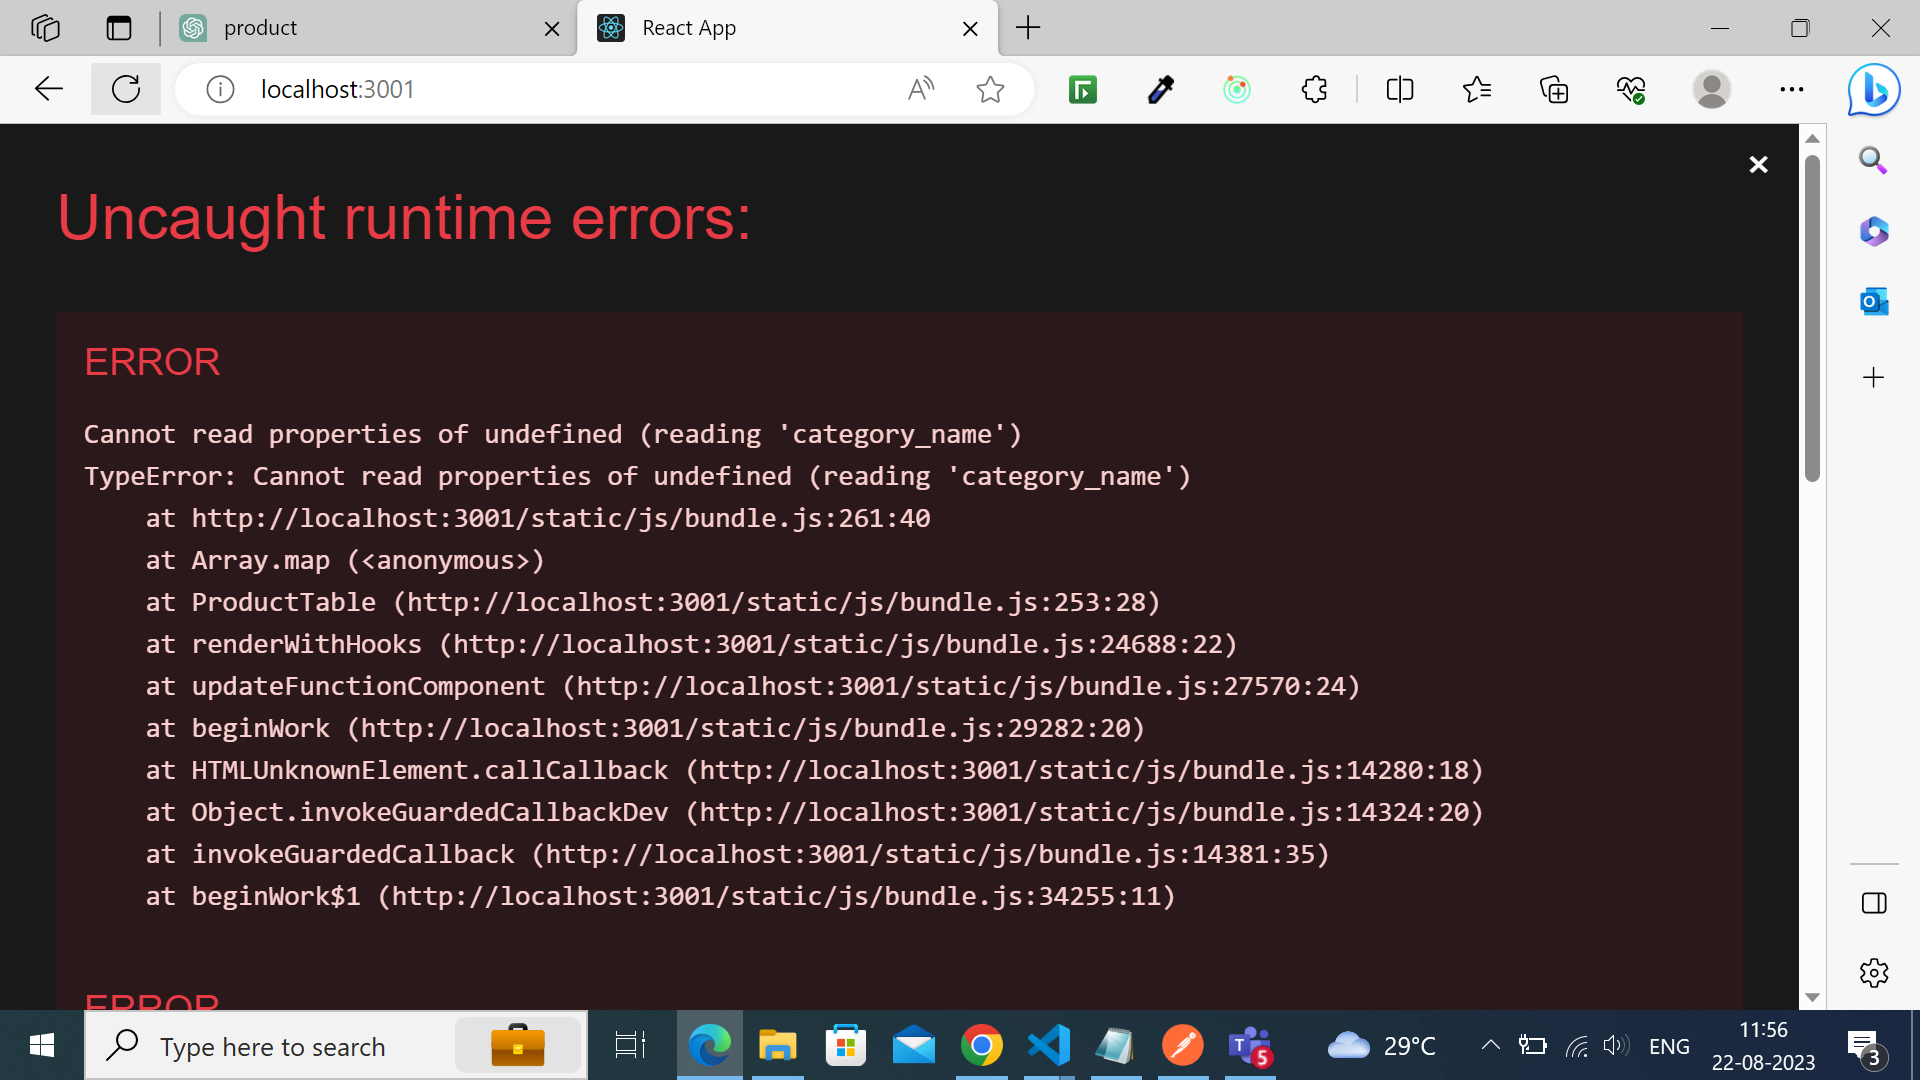 product
React App
localhost:3001
Uncaught runtime errors:
ERROR
Cannot read properties of undefined (reading 'category_name')
TypeError: Cannot read properties of undefined (reading 'category_name')
at http://localhost:3001/static/js/bundle.js:261:40
at Array.map (<anonymous>)
at ProductTable (http://localhost:3001/static/js/bundle.js:253:28)
at renderWithHooks (http://localhost:3001/static/js/bundle.js:24688:22)
at updateFunctionComponent (http://localhost:3001/static/js/bundle.js:27570:24)
at beginWork (http://localhost:3001/static/js/bundle.js:29282:20)
at HTMLUnknownElement.callCallback (http://localhost:3001/static/js/bundle.js:14280:18)
at Object.invokeGuardedCallbackDev (http://localhost:3001/static/js/bundle.js:14324:20)
at invokeGuardedCallback (http://localhost:3001/static/js/bundle.js:14381:35)
at beginWork$1 (http://localhost:3001/static/js/bundle.js:34255:11)
ERROR
Type here to search
5
29°C
ENG
11:56
22-08-2023
3